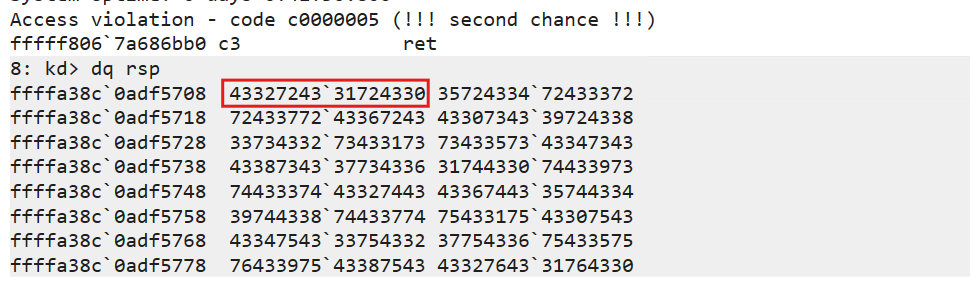 Access violation - code c0000005 (!!! second chance !!!)
fffff806`7a686bb0 c3              ret
8: kd> dq rsp
ffffa38c`0adf5708  43327243`31724330 35724334`72433372
ffffa38c`0adf5718  72433772`43367243 43307343`39724338
ffffa38c`0adf5728  33734332`73433173 73433573`43347343
ffffa38c`0adf5738  43387343`37734336 31744330`74433973
ffffa38c`0adf5748  74433374`43327443 43367443`35744334
ffffa38c`0adf5758  39744338`74433774 75433175`43307543
ffffa38c`0adf5768  43347543`33754332 37754336`75433575
ffffa38c`0adf5778  76433975`43387543 43327643`31764330